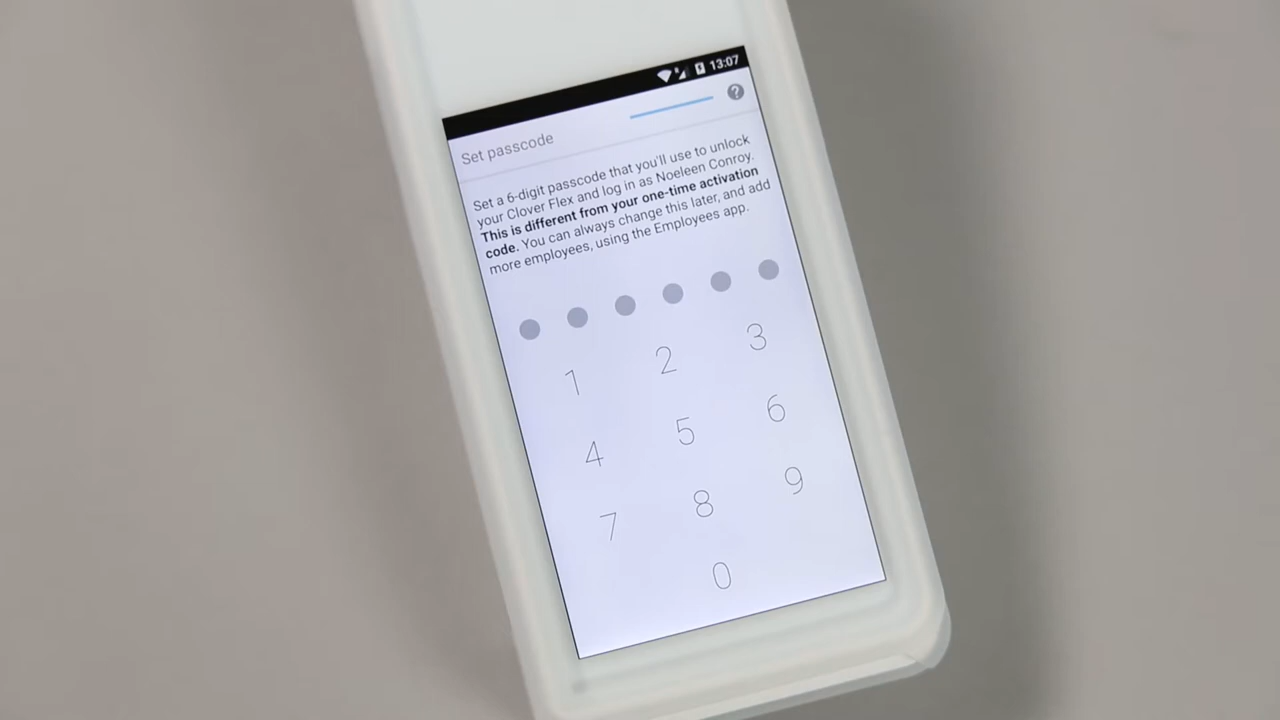 13:07
Set passcode
?
Set a 6-digit passcode that you'll use to unlock
your Clover Flex and log in as Noeleen Conroy.
This is different from your one-time activation
code. You can always change this later, and add
more employees, using the Employees app.
1 2 3
4 5 6
7 8 9
0